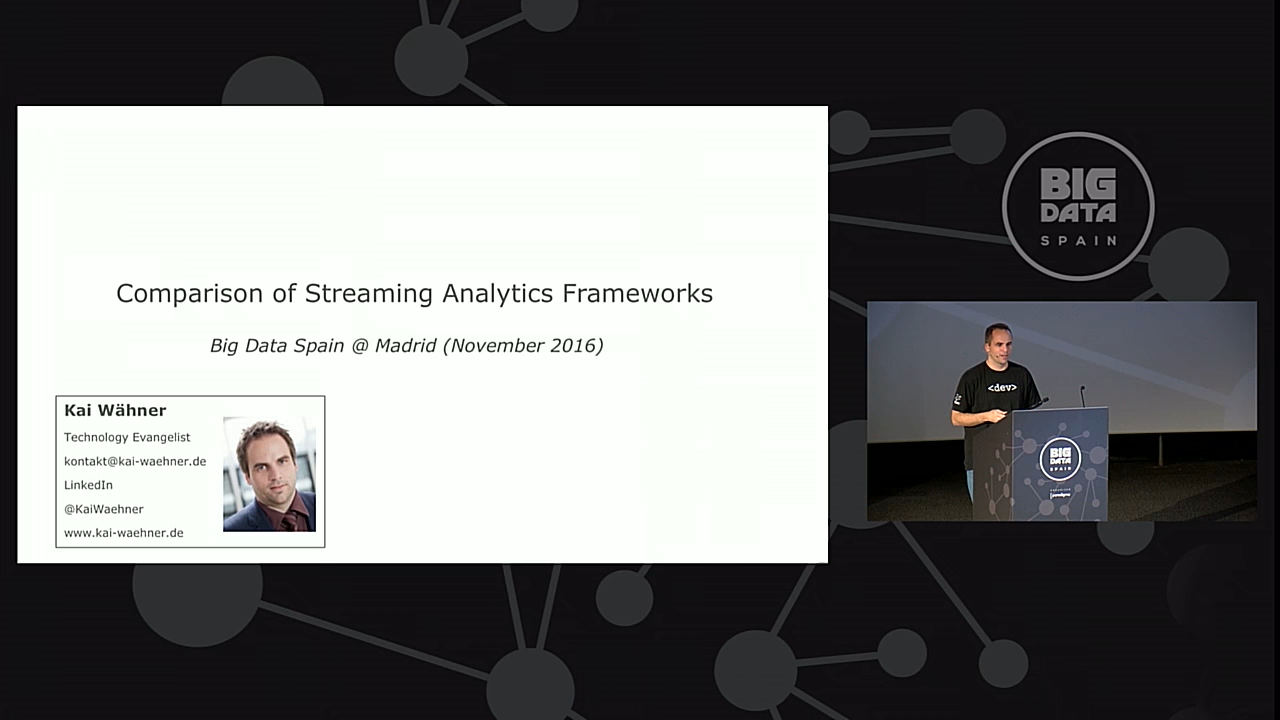 Comparison of Streaming Analytics Frameworks
Big Data Spain @ Madrid (November 2016)
Kai Wähner
Technology Evangelist
kontakt@kai-waehner.de
LinkedIn
@KaiWaehner
www.kai-waehner.de
BIG
DATA
SPAIN
<dev>
BIG
DATA
SPAIN